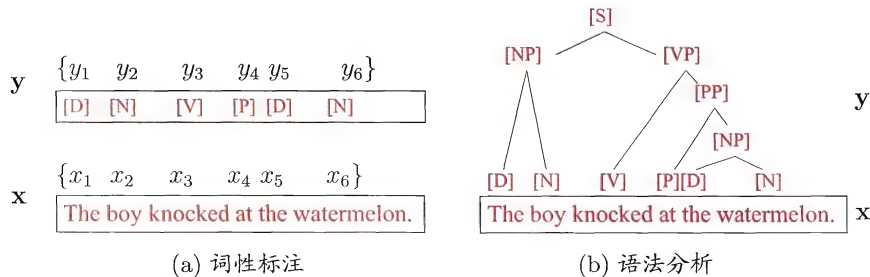 {y1 y2 y3 y4 y5 y6}
y
[D] [N] [V] [P] [D] [N]
{x1 x2 x3 x4 x5 x6}
x
The boy knocked at the watermelon.
(a) 词性标注
[S]
[NP] [VP]
[PP]
y
[NP]
[D] [N] [V] [P][D] [N]
The boy knocked at the watermelon.
x
(b) 语法分析